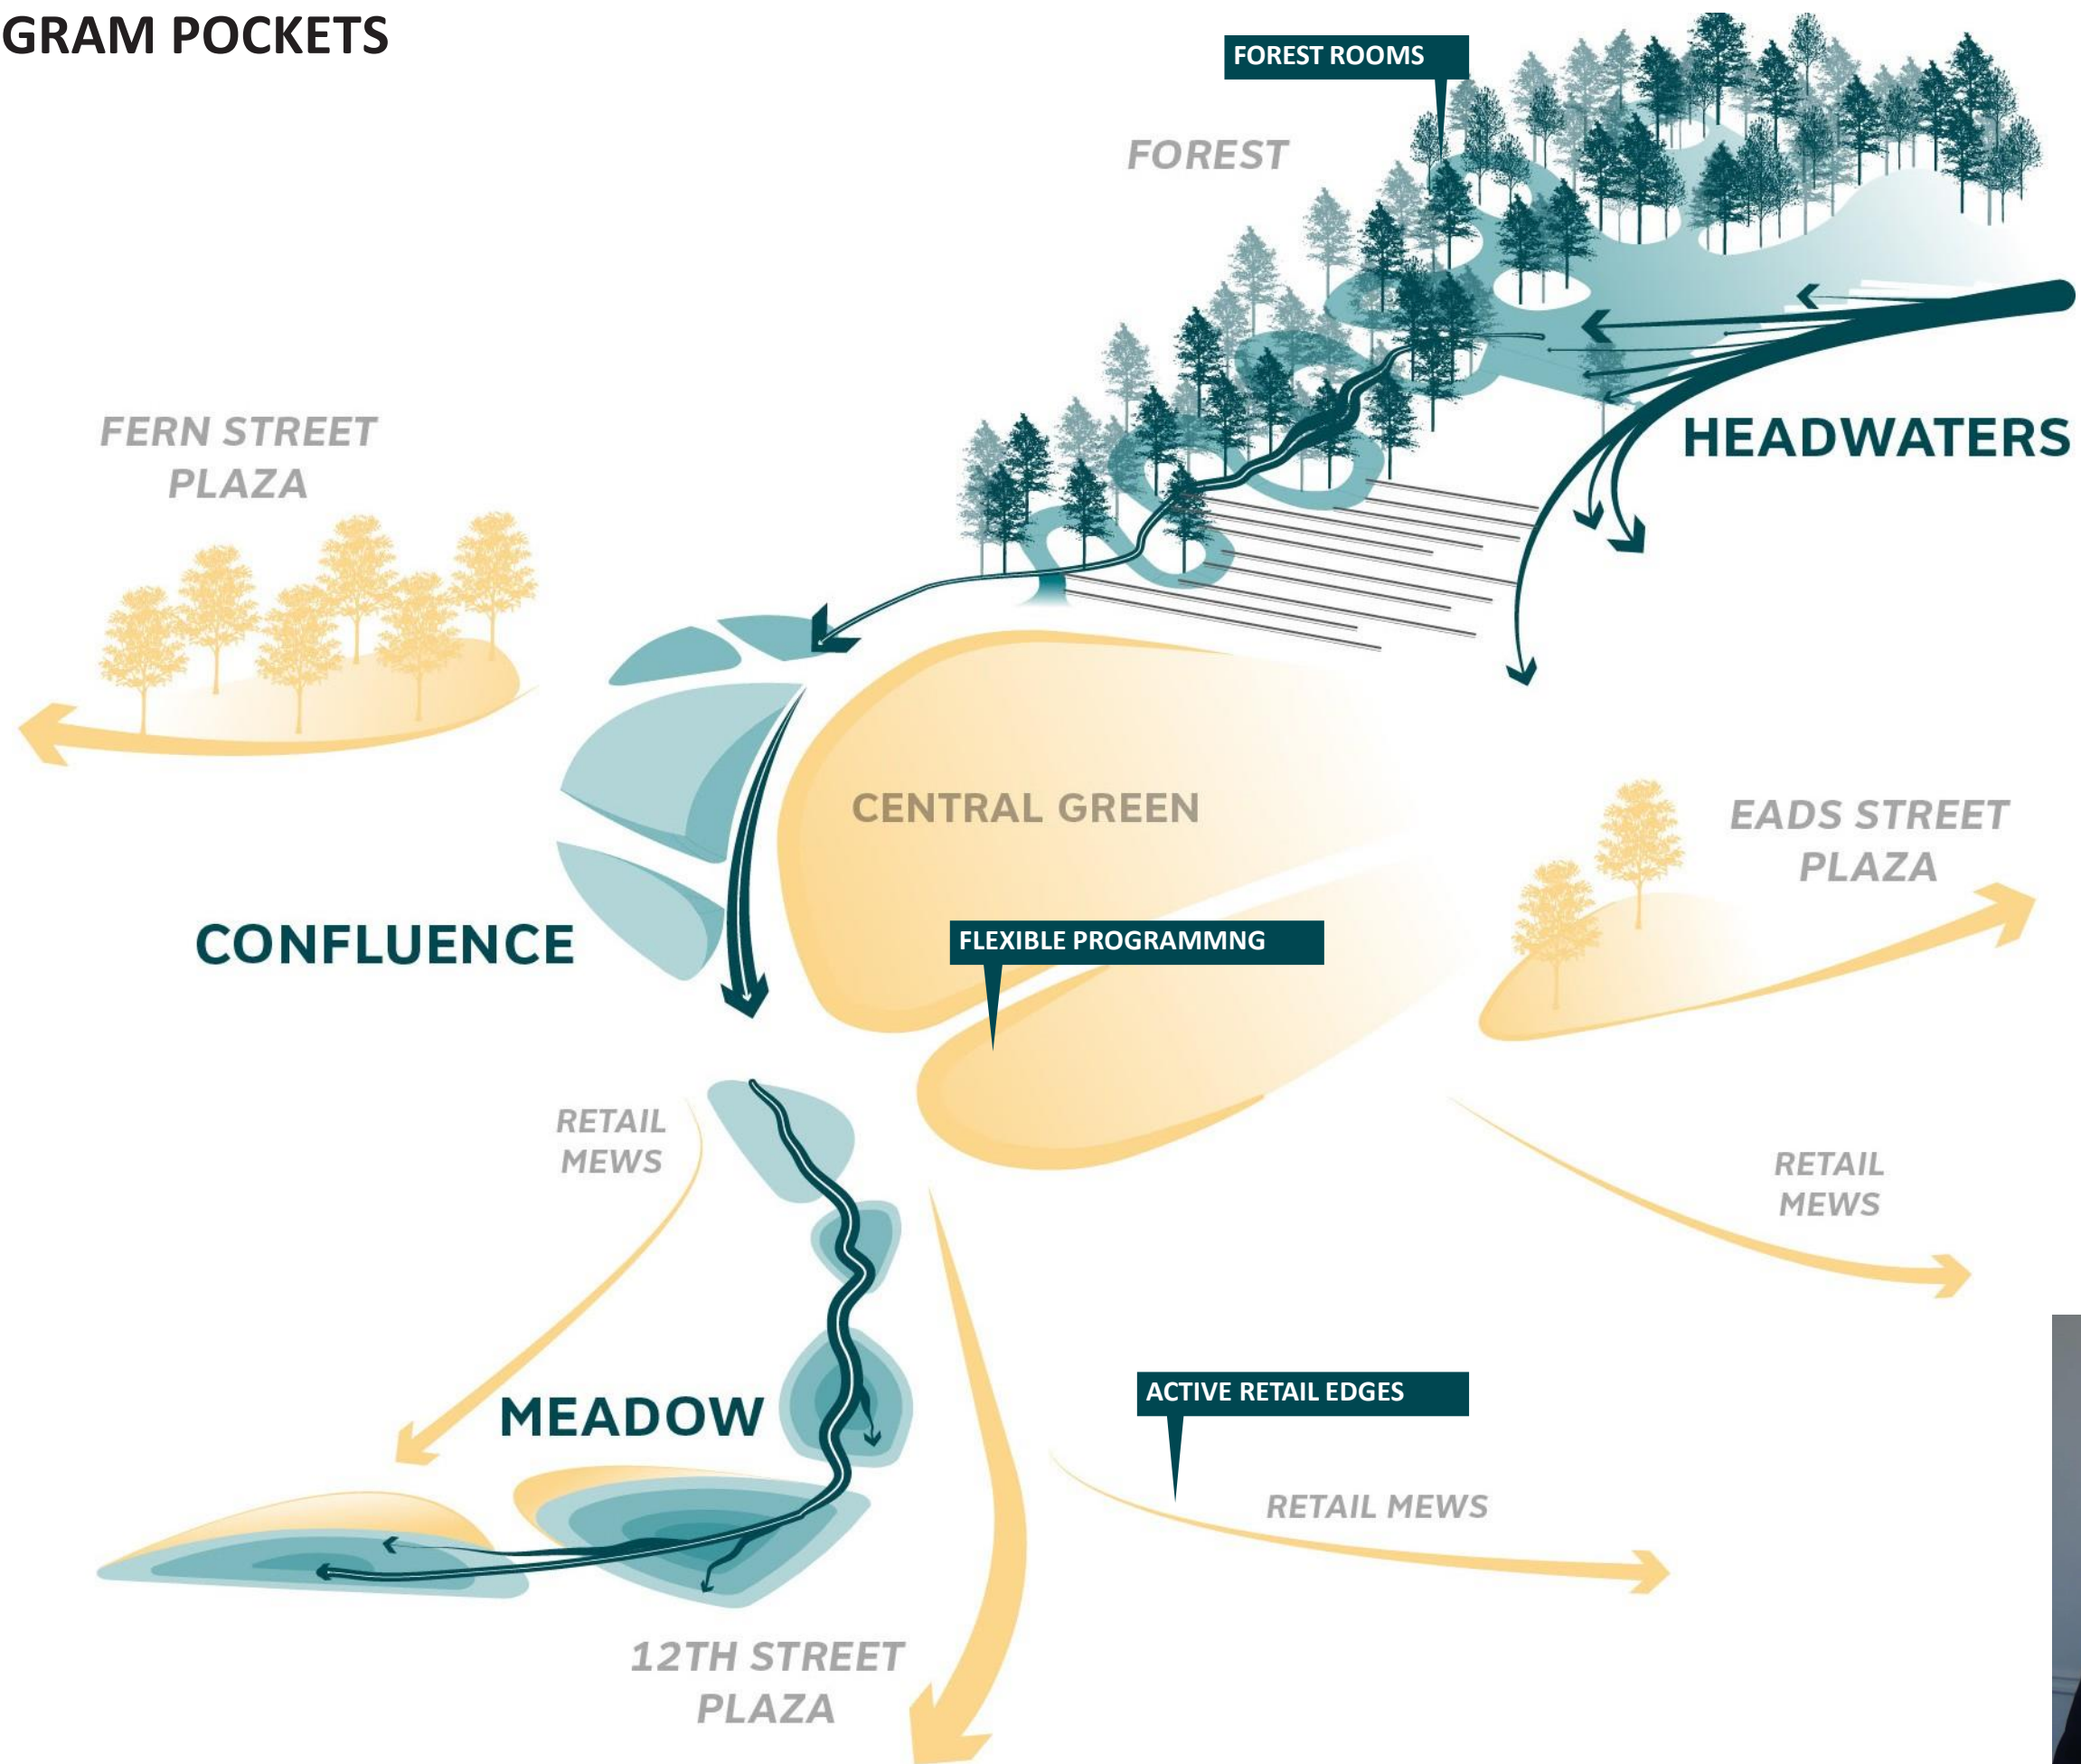 GRAM POCKETS
FOREST ROOMS
FOREST
HEADWATERS
FERN STREET
PLAZA
CENTRAL GREEN
EADS STREET
PLAZA
CONFLUENCE
FLEXIBLE PROGRAMMNG
RETAIL
MEWS
RETAIL
MEWS
MEADOW
ACTIVE RETAIL EDGES
RETAIL MEWS
12TH STREET
PLAZA